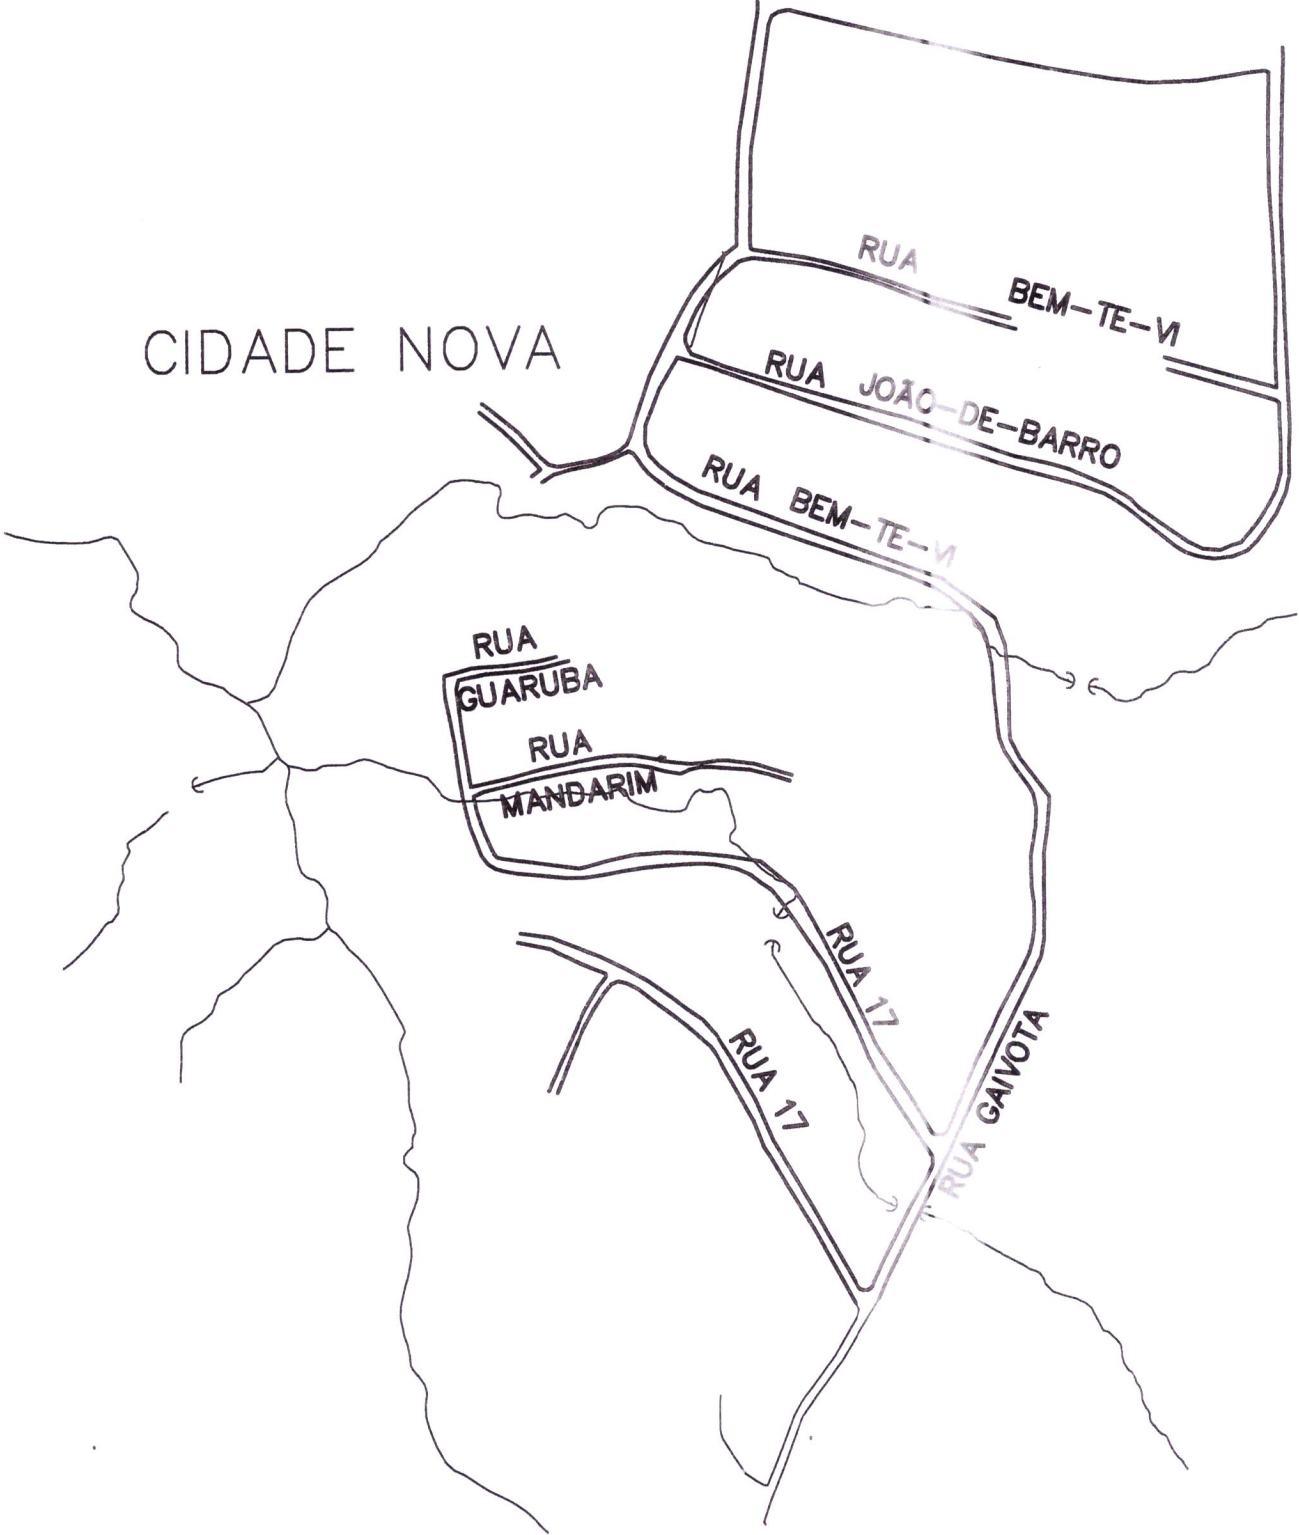 RUA
BEM-TE-VI
CIDADE NOVA
RUA JOÃO-DE-BARRO
RUA BEM-TE-VI
RUA
GUARUBA
RUA
MANDARIM
RUA 17
RUA 17
RUA GAIVOTA